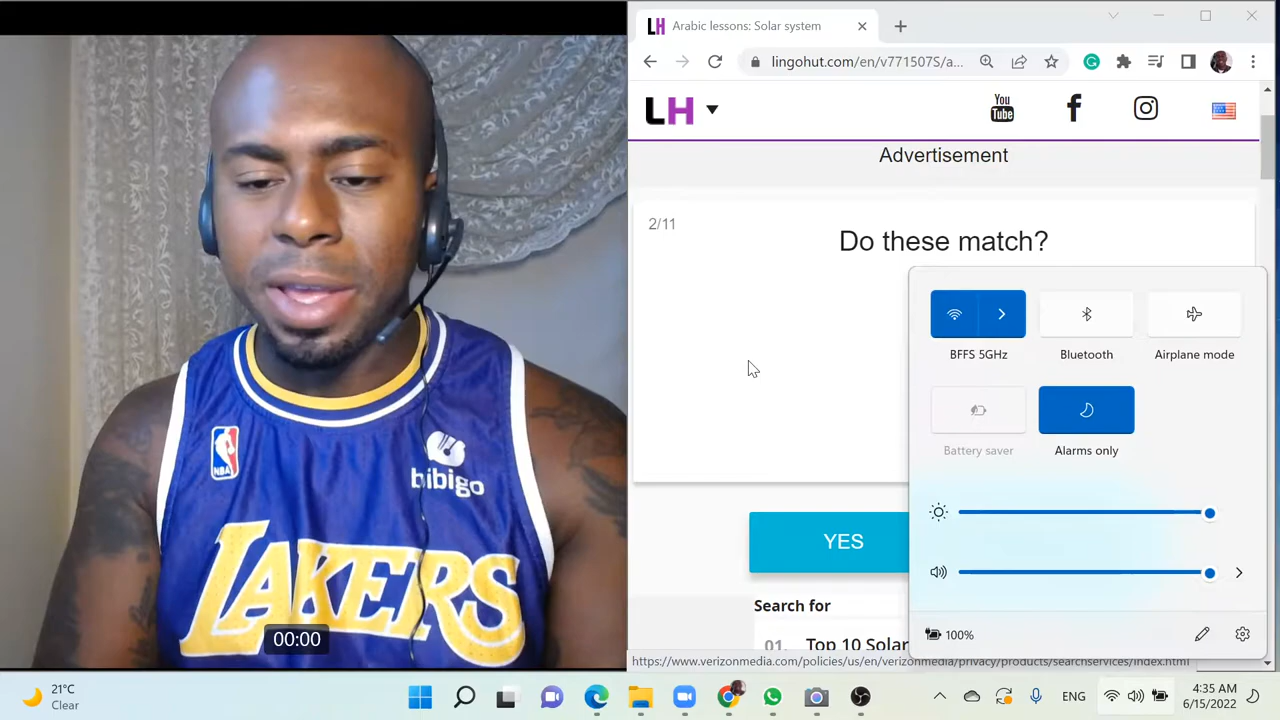 NBA
bibigo
LAKERS
00:00
LH Arabic lessons: Solar system
lingohut.com/en/v771507S/a...
LH
You Tube
Advertisement
2/11
Do these match?
BFFS 5GHz
Bluetooth
Airplane mode
Battery saver
Alarms only
YES
Search for
01. Top 10 Solar
100%
https://www.verizonmedia.com/policies/us/en/verizonmedia/privacy/products/searchservices/index.html
21°C
Clear
ENG
4:35 AM
6/15/2022